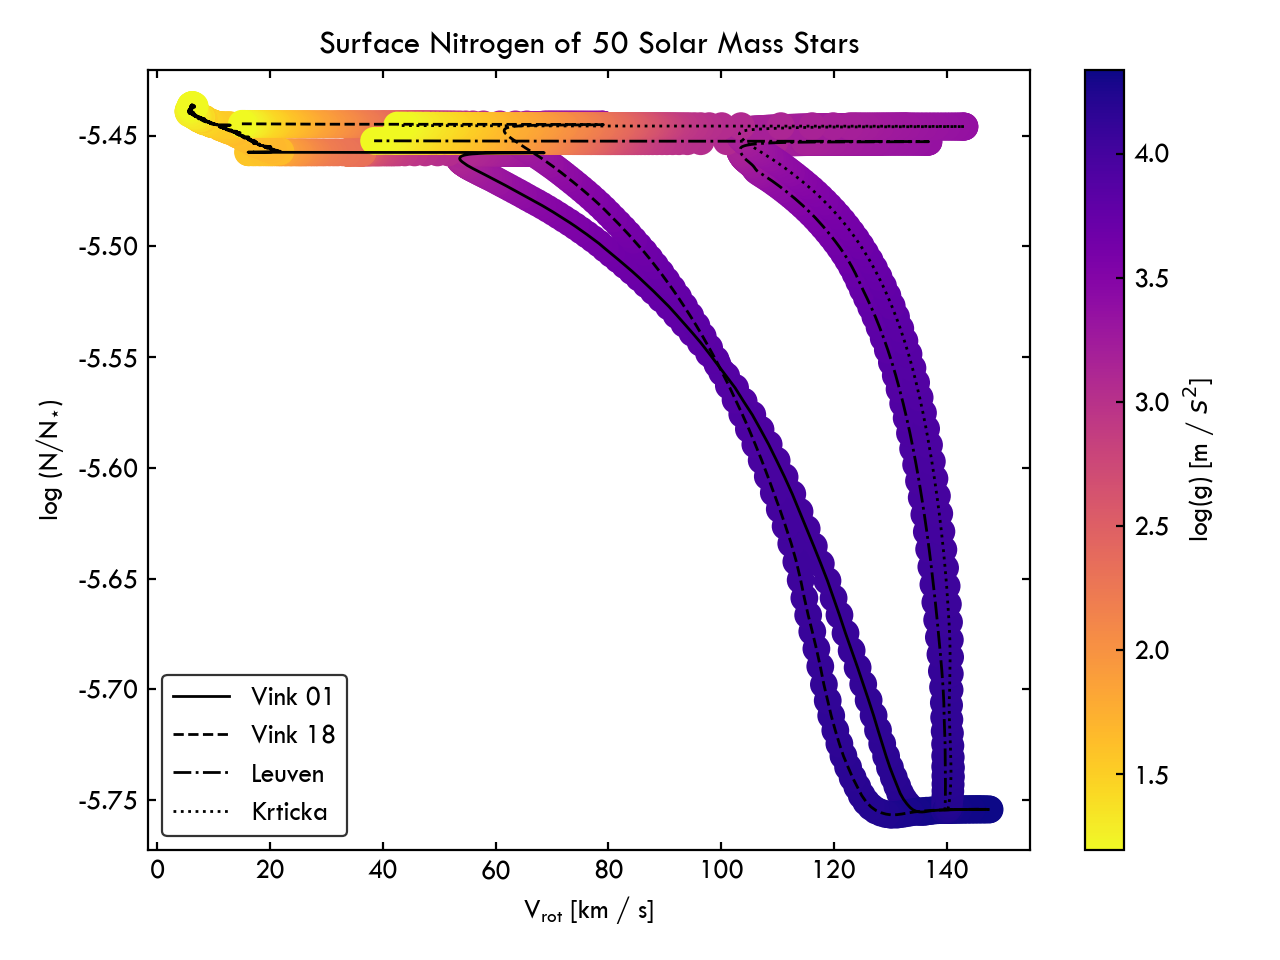 Surface Nitrogen of 50 Solar Mass Stars
-5.45
-5.50
-5.55
-5.60
-5.65
-5.70
-5.75
log (N/N⋆)
Vink 01
Vink 18
Leuven
Krticka
0 20 40 60 80 100 120 140
V_rot [km / s]
4.0
3.5
3.0
2.5
2.0
1.5
log(g) [m / s²]